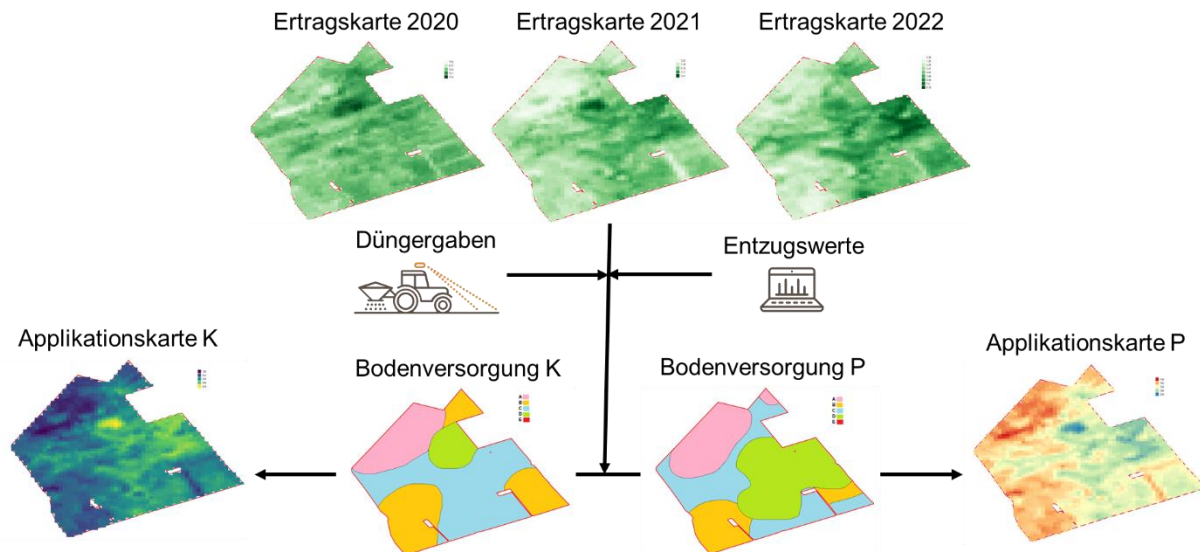 Ertragskarte 2020
Ertragskarte 2021
Ertragskarte 2022
Düngergaben
Entzugswerte
Applikationskarte K
Bodenversorgung K
Bodenversorgung P
Applikationskarte P
A
B
C
D
E
A
B
C
D
E